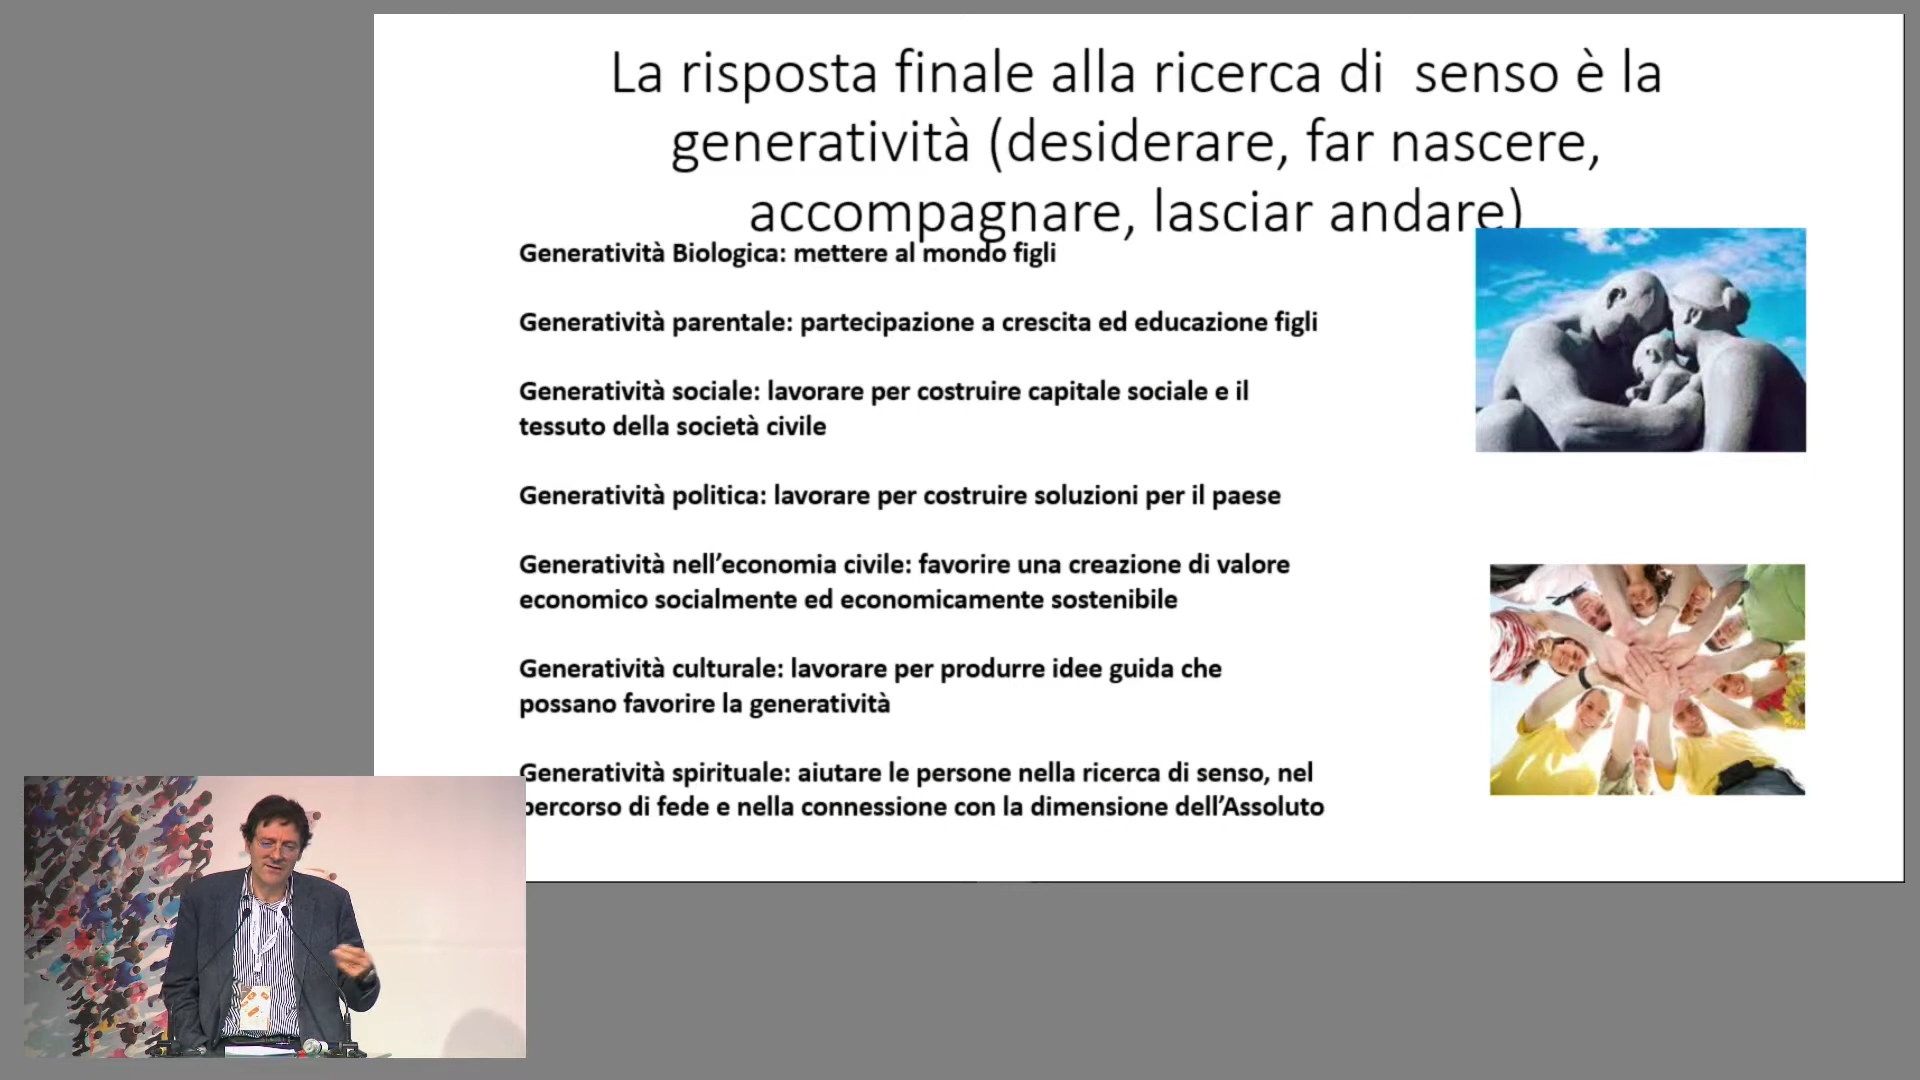 La risposta finale alla ricerca di senso è la
generatività (desiderare, far nascere,
accompagnare, lasciar andare)
Generatività Biologica: mettere al mondo figli
Generatività parentale: partecipazione a crescita ed educazione figli
Generatività sociale: lavorare per costruire capitale sociale e il
tessuto della società civile
Generatività politica: lavorare per costruire soluzioni per il paese
Generatività nell’economia civile: favorire una creazione di valore
economico socialmente ed economicamente sostenibile
Generatività culturale: lavorare per produrre idee guida che
possano favorire la generatività
Generatività spirituale: aiutare le persone nella ricerca di senso, nel
percorso di fede e nella connessione con la dimensione dell’Assoluto